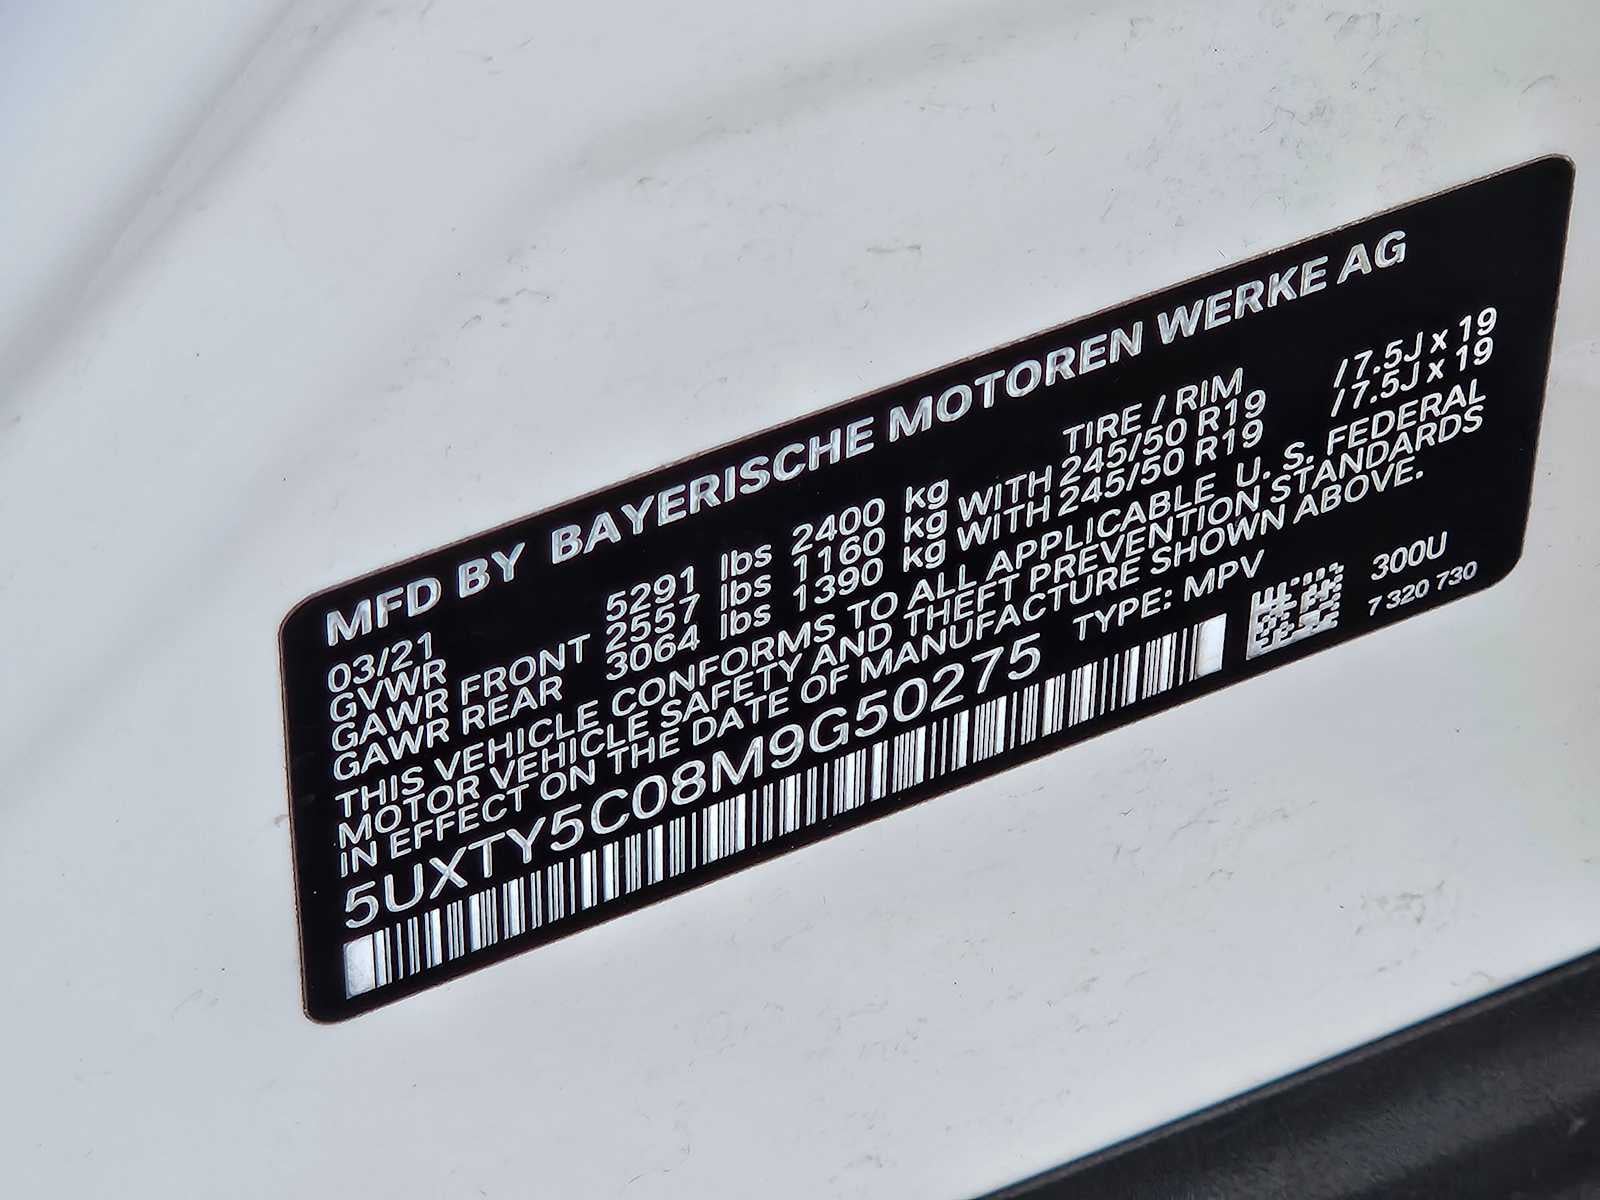 MFD BY BAYERISCHE MOTOREN WERKE AG
03/21 TIRE / RIM
GVWR 5291 lbs 2400 kg
GAWR FRONT 2557 lbs 1160 kg WITH 245/50 R19 / 7.5J x 19
GAWR REAR 3064 lbs 1390 kg WITH 245/50 R19 / 7.5J x 19
THIS VEHICLE CONFORMS TO ALL APPLICABLE U. S. FEDERAL
MOTOR VEHICLE SAFETY AND THEFT PREVENTION STANDARDS
IN EFFECT ON THE DATE OF MANUFACTURE SHOWN ABOVE.
5UXTY5C08M9G50275 TYPE: MPV 300U
7 320 730